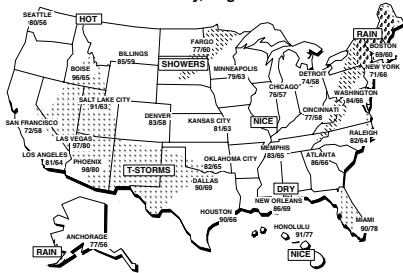 SEATTLE
80/56
HOT
BILLINGS
85/59
FARGO
77/60
RAIN
BOSTON
69/60
BOISE
96/65
SHOWERS
MINNEAPOLIS
79/63
DETROIT
74/58
NEW YORK
71/66
SALT LAKE CITY
91/63
CHICAGO
76/57
WASHINGTON
84/66
SAN FRANCISCO
72/58
DENVER
83/58
KANSAS CITY
81/63
NICE
CINCINNATI
77/58
RALEIGH
82/64
LAS VEGAS
97/80
LOS ANGELES
81/64
PHOENIX
98/80
T-STORMS
OKLAHOMA CITY
82/65
MEMPHIS
83/65
ATLANTA
86/66
DALLAS
90/69
DRY
NEW ORLEANS
86/69
HOUSTON
90/66
MIAMI
90/78
ANCHORAGE
77/56
RAIN
HONOLULU
91/77
NICE